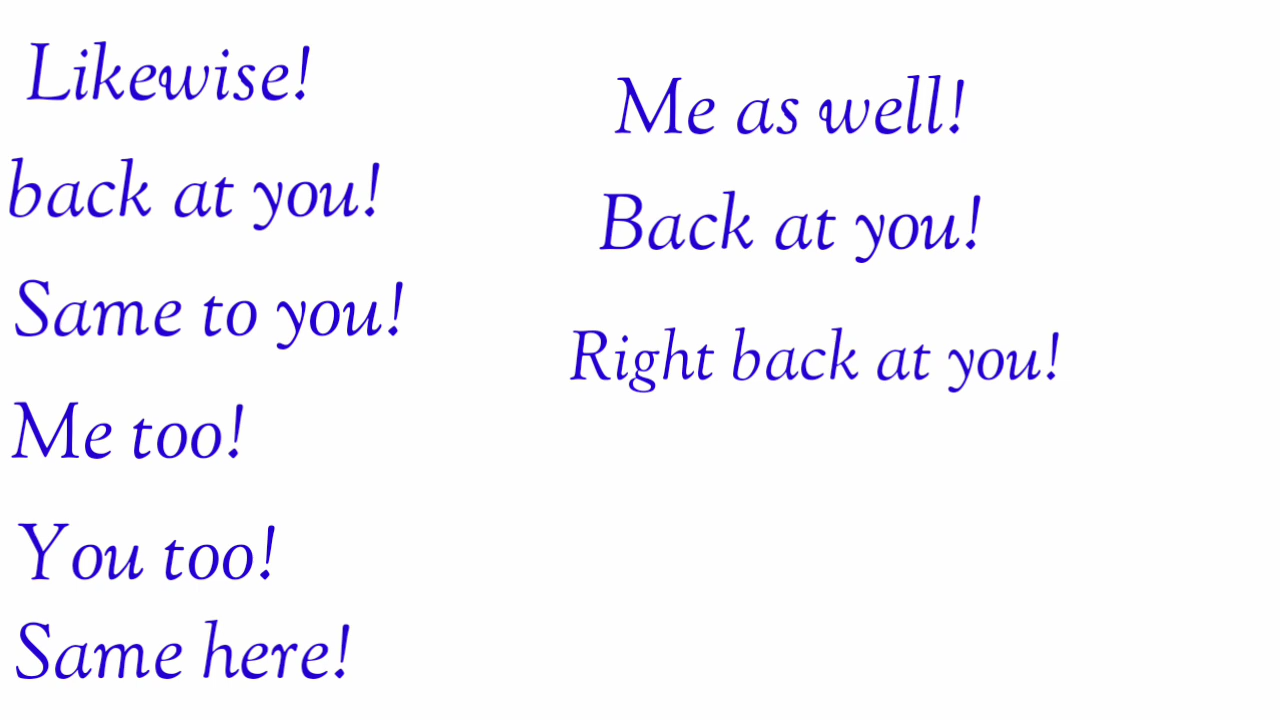 Likewise!
back at you!
Same to you!
Me too!
You too!
Same here!
Me as well!
Back at you!
Right back at you!